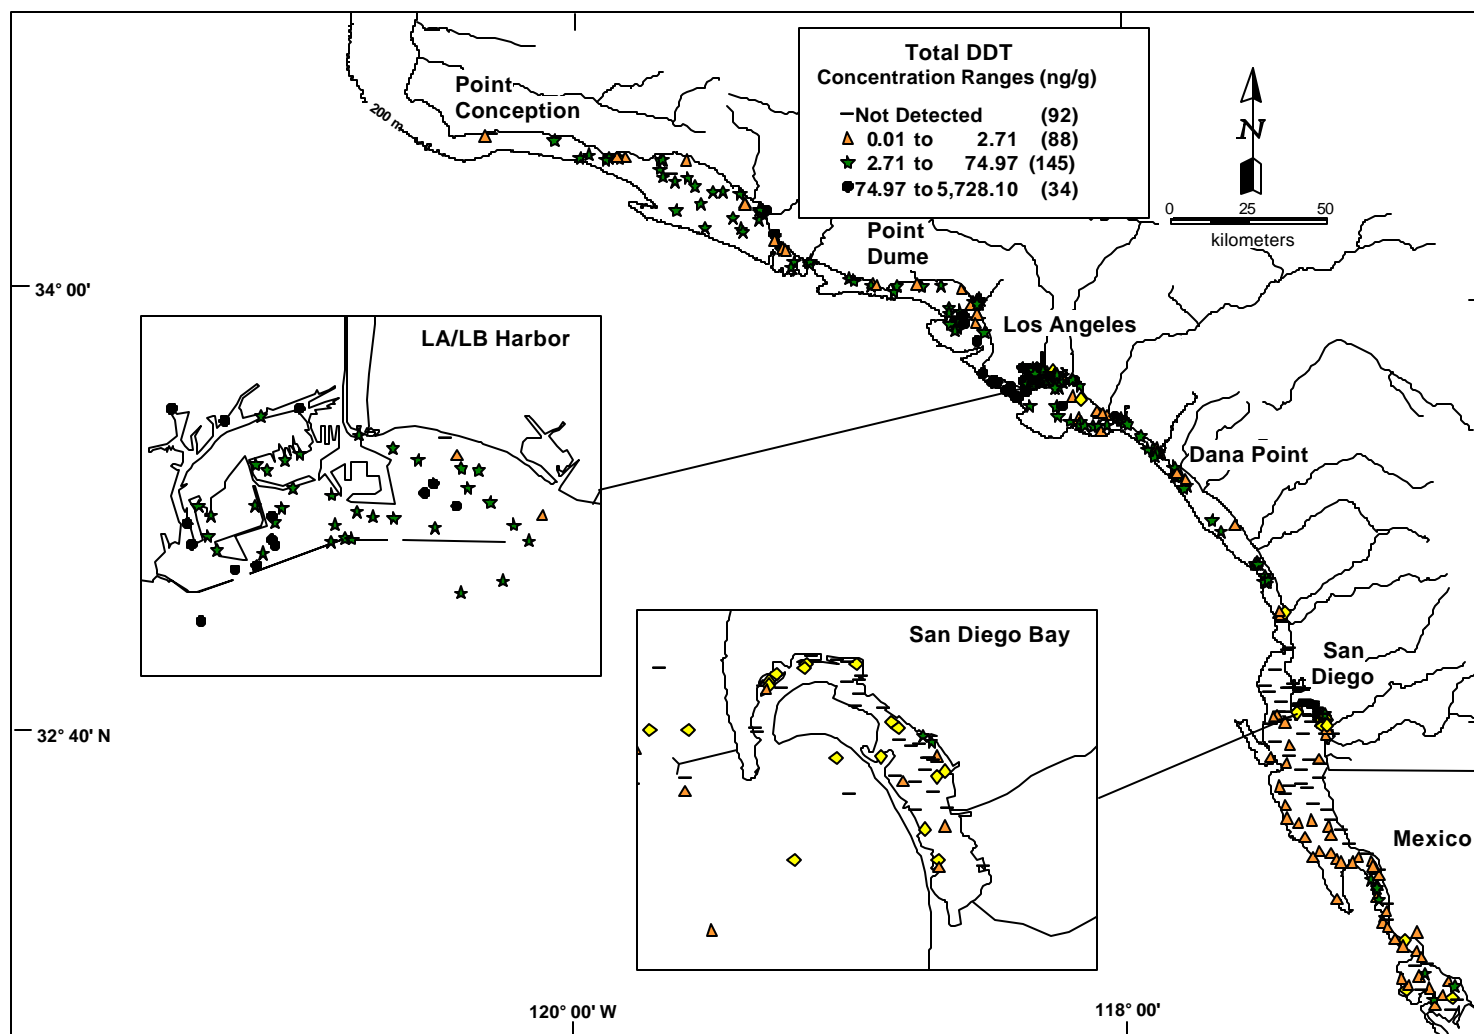 Total DDT
Concentration Ranges (ng/g)
Not Detected (92)
0.01 to 2.71 (88)
2.71 to 74.97 (145)
74.97 to 5,728.10 (34)
Point
Conception
200 m
N
0 25 50
kilometers
Point
Dume
34° 00'
LA/LB Harbor
Los Angeles
Dana Point
San Diego Bay
San
Diego
32° 40' N
Mexico
120° 00' W
118° 00'